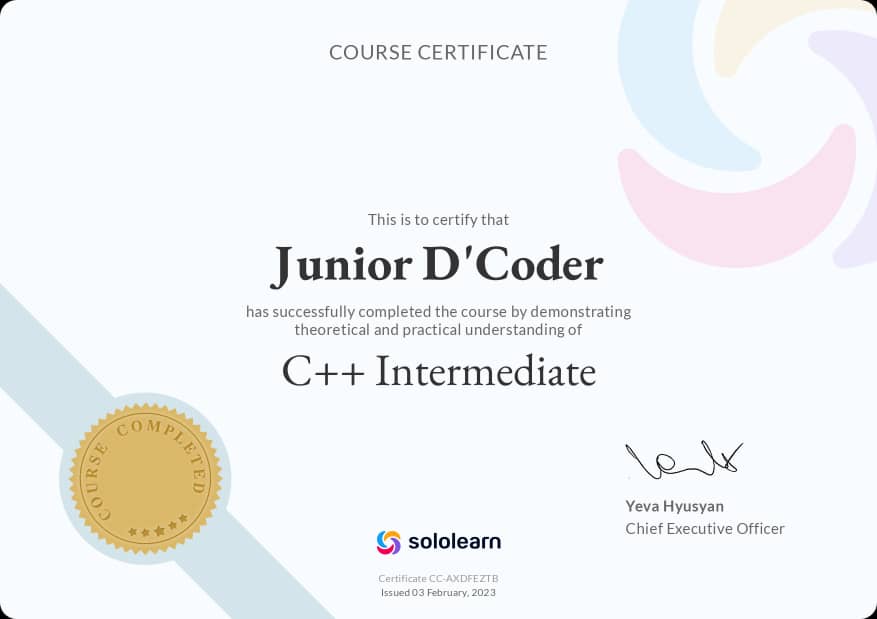 COURSE CERTIFICATE
This is to certify that
Junior D'Coder
has successfully completed the course by demonstrating
theoretical and practical understanding of
C++ Intermediate
COURSE COMPLETED
Yeva Hyusyan
Chief Executive Officer
sololearn
Certificate CC-AXDFEZTB
Issued 03 February, 2023